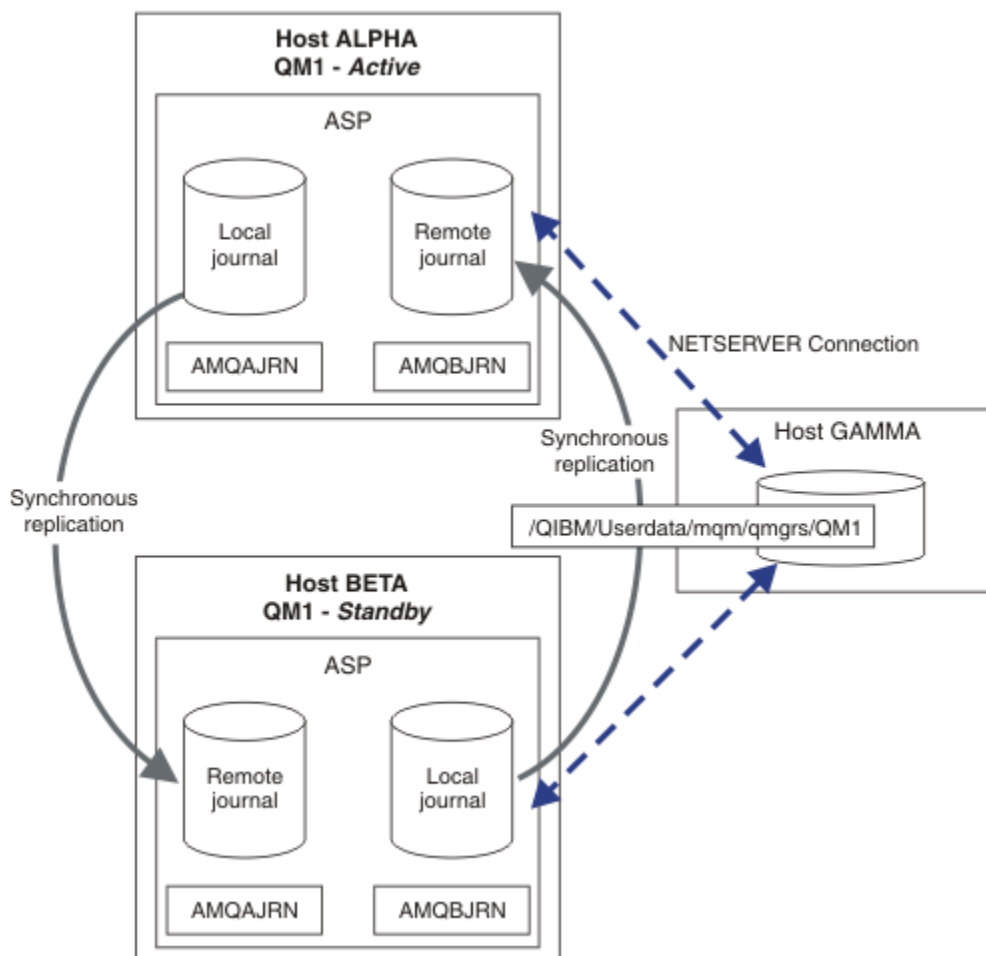 Host ALPHA
QM1 - Active
ASP
Local
journal
Remote
journal
AMQAJRN
AMQBJRN
NETSERVER Connection
Host GAMMA
/QIBM/Userdata/mqm/qmgrs/QM1
Synchronous
replication
Synchronous
replication
Host BETA
QM1 - Standby
ASP
Remote
journal
Local
journal
AMQAJRN
AMQBJRN